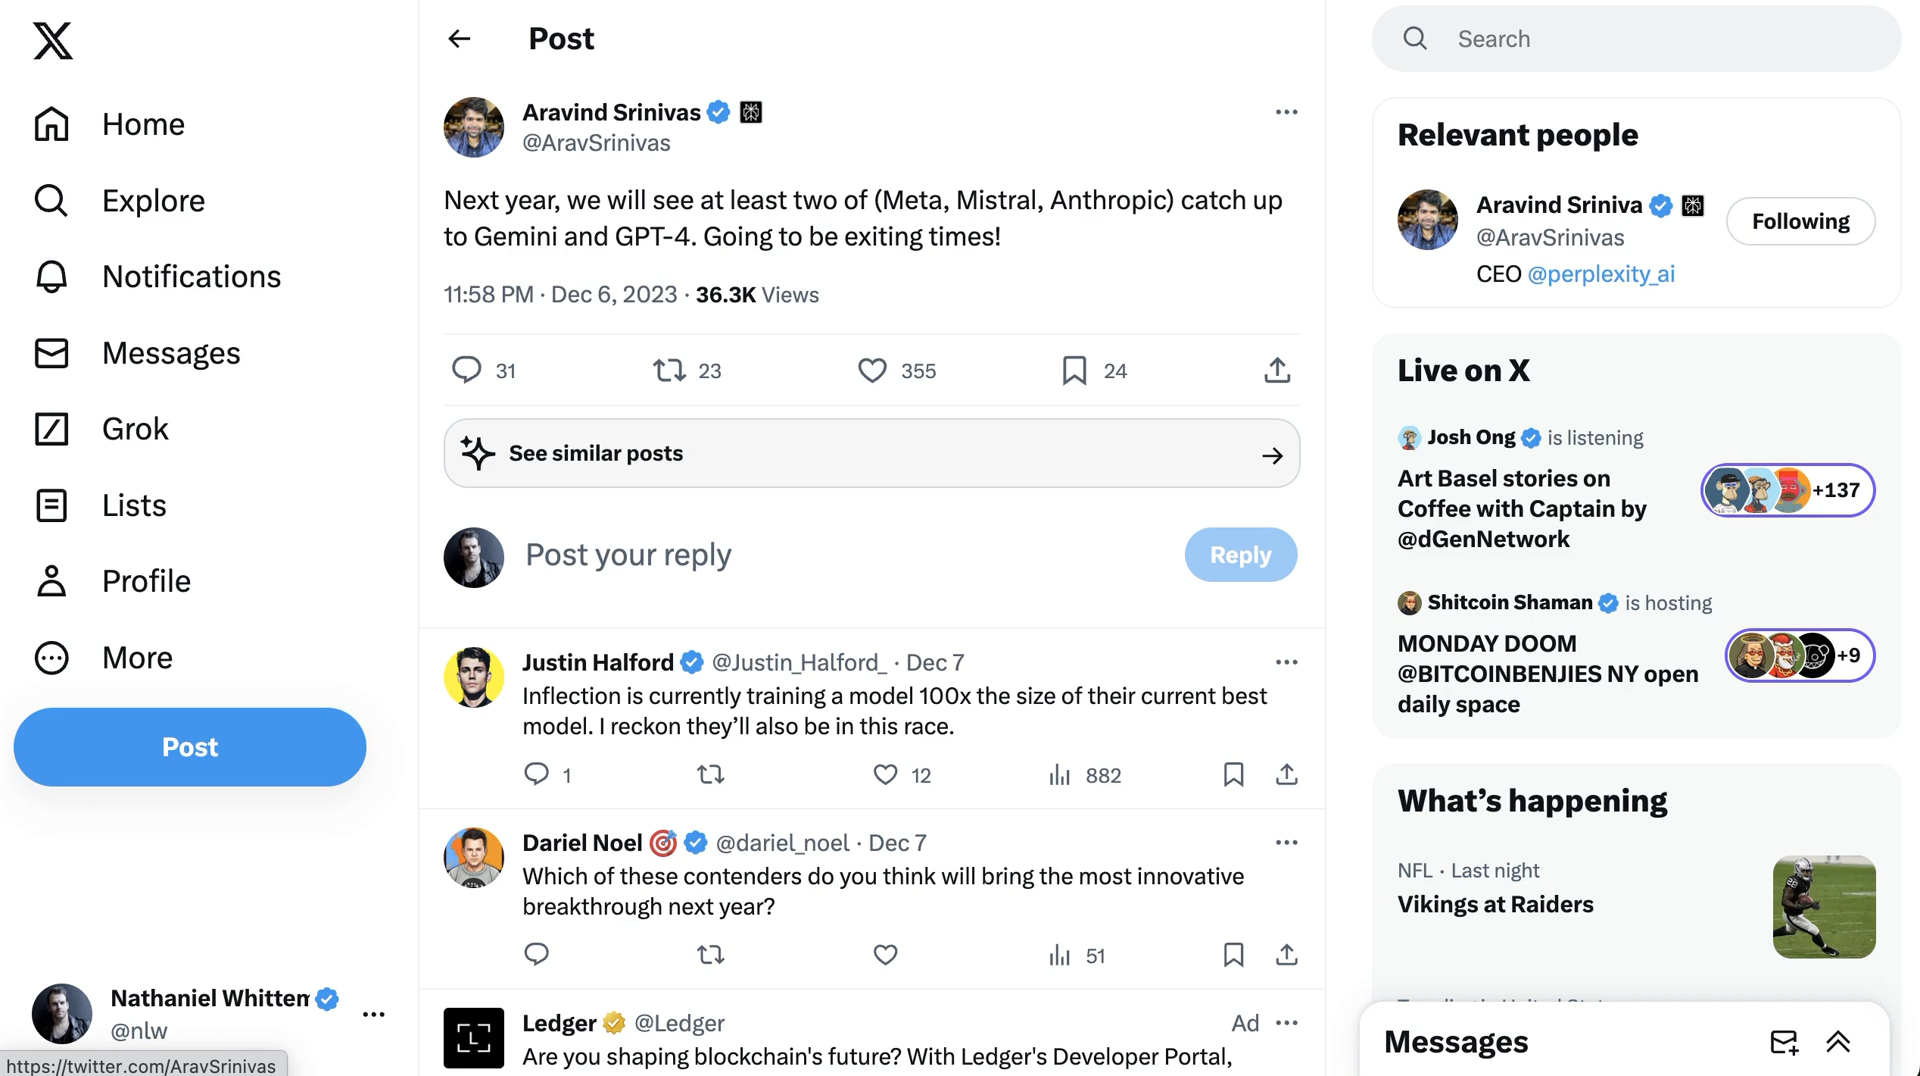 Home
Explore
Notifications
Messages
Grok
Lists
Profile
More
Post
Nathaniel Whittem
@nlw
https://twitter.com/AravSrinivas
Post
Aravind Srinivas
@AravSrinivas
Next year, we will see at least two of (Meta, Mistral, Anthropic) catch up
to Gemini and GPT-4. Going to be exiting times!
11:58 PM · Dec 6, 2023 · 36.3K Views
31 23 355 24
See similar posts
Post your reply
Reply
Justin Halford @Justin_Halford_ · Dec 7
Inflection is currently training a model 100x the size of their current best
model. I reckon they’ll also be in this race.
1 12 882
Dariel Noel @dariel_noel · Dec 7
Which of these contenders do you think will bring the most innovative
breakthrough next year?
51
Ledger @Ledger Ad
Are you shaping blockchain's future? With Ledger's Developer Portal,
Search
Relevant people
Aravind Sriniva
@AravSrinivas
Following
CEO @perplexity_ai
Live on X
Josh Ong is listening
Art Basel stories on
Coffee with Captain by
@dGenNetwork
+137
Shitcoin Shaman is hosting
MONDAY DOOM
@BITCOINBENJIES NY open
daily space
+9
What’s happening
NFL · Last night
Vikings at Raiders
Messages